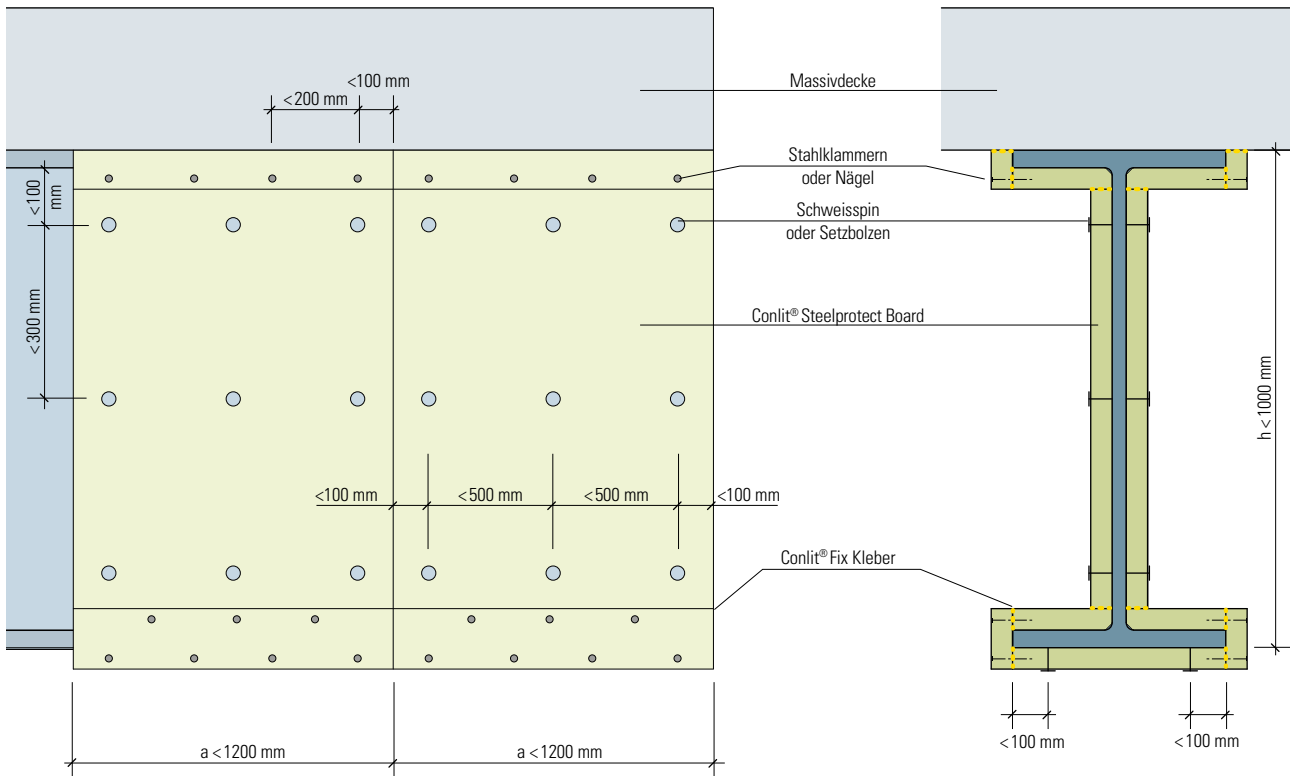 <100 mm
<200 mm
Massivdecke
Stahlklammern
oder Nägel
<100
mm
Schweisspin
oder Setzbolzen
<300 mm
Conlit® Steelprotect Board
h <1000 mm
<100 mm
<500 mm
<500 mm
<100 mm
Conlit® Fix Kleber
<100 mm
<100 mm
a <1200 mm
a <1200 mm